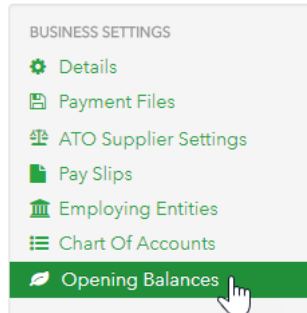 BUSINESS SETTINGS
Details
Payment Files
ATO Supplier Settings
Pay Slips
Employing Entities
Chart Of Accounts
Opening Balances